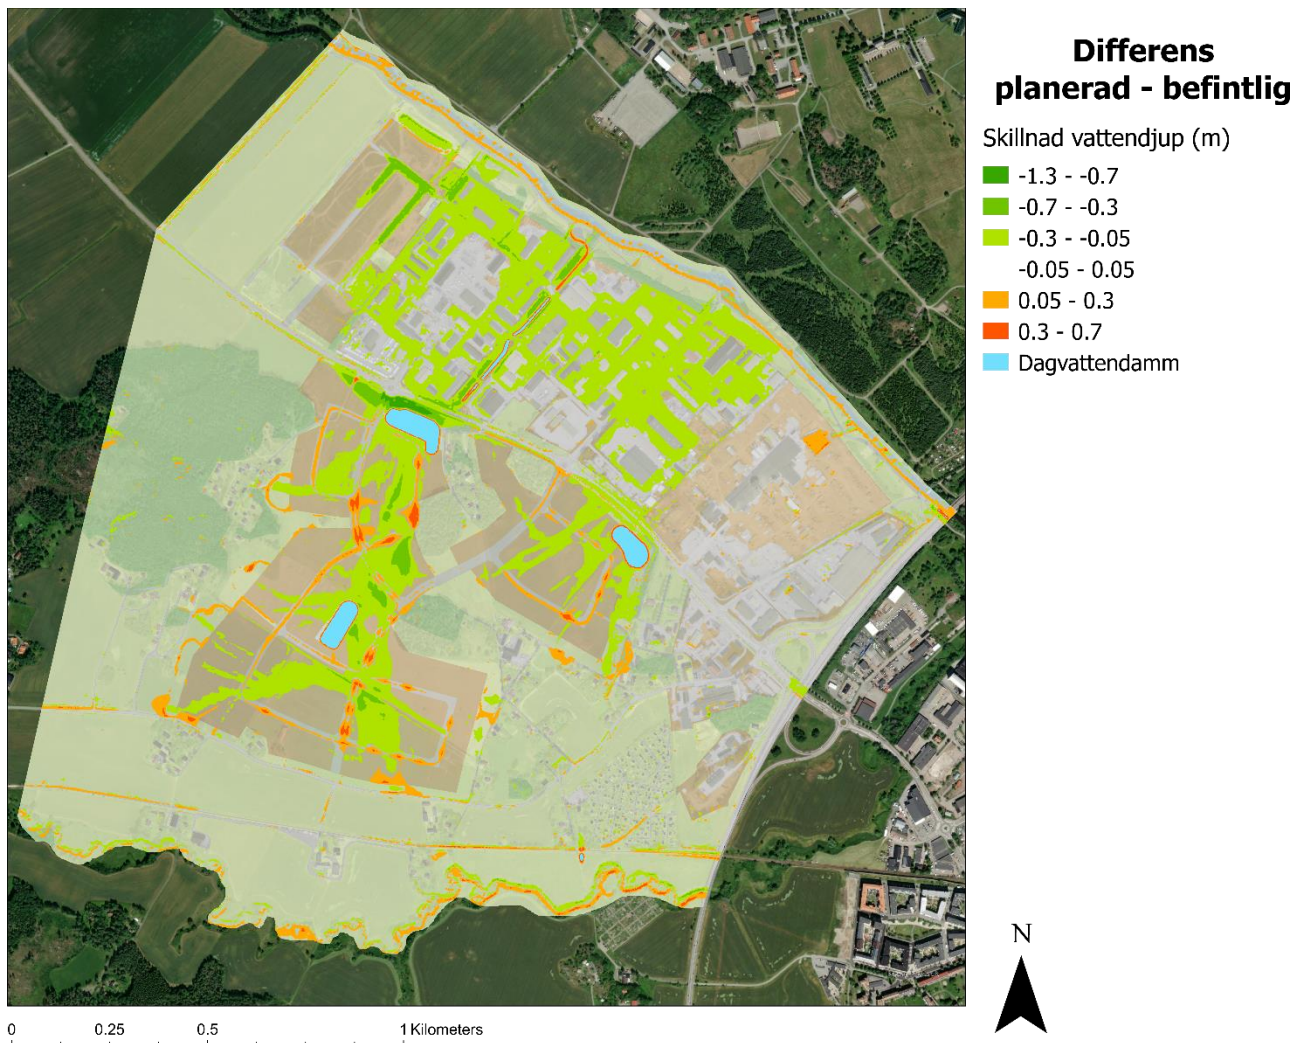 Differens
planerad - befintlig
Skillnad vattendjup (m)
-1.3 - -0.7
-0.7 - -0.3
-0.3 - -0.05
-0.05 - 0.05
0.05 - 0.3
0.3 - 0.7
Dagvattendamm
N
0 0.25 0.5 1 Kilometers